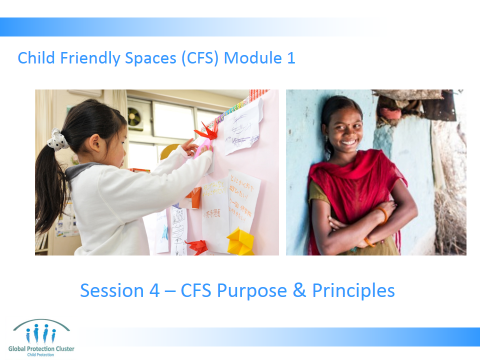 Child Friendly Spaces (CFS) Module 1
Session 4 – CFS Purpose & Principles
Global Protection Cluster
Child Protection